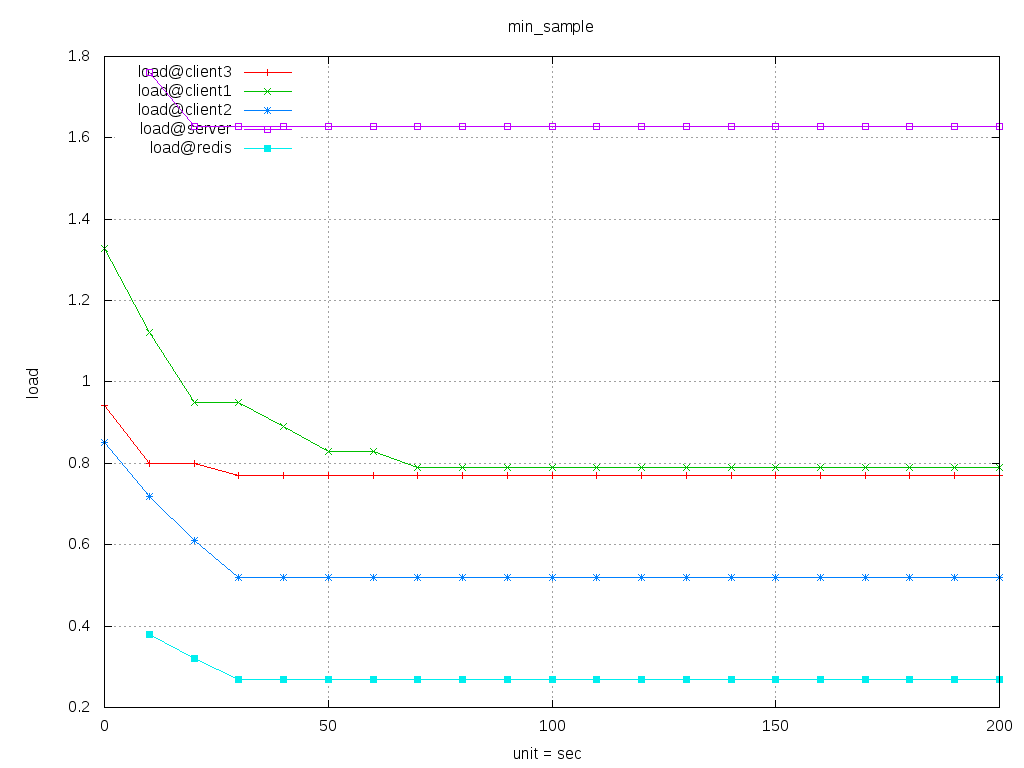 min_sample
load@client3
load@client1
load@client2
load@server
load@redis
1.8
1.6
1.4
1.2
1
0.8
0.6
0.4
0.2
load
0 50 100 150 200
unit = sec